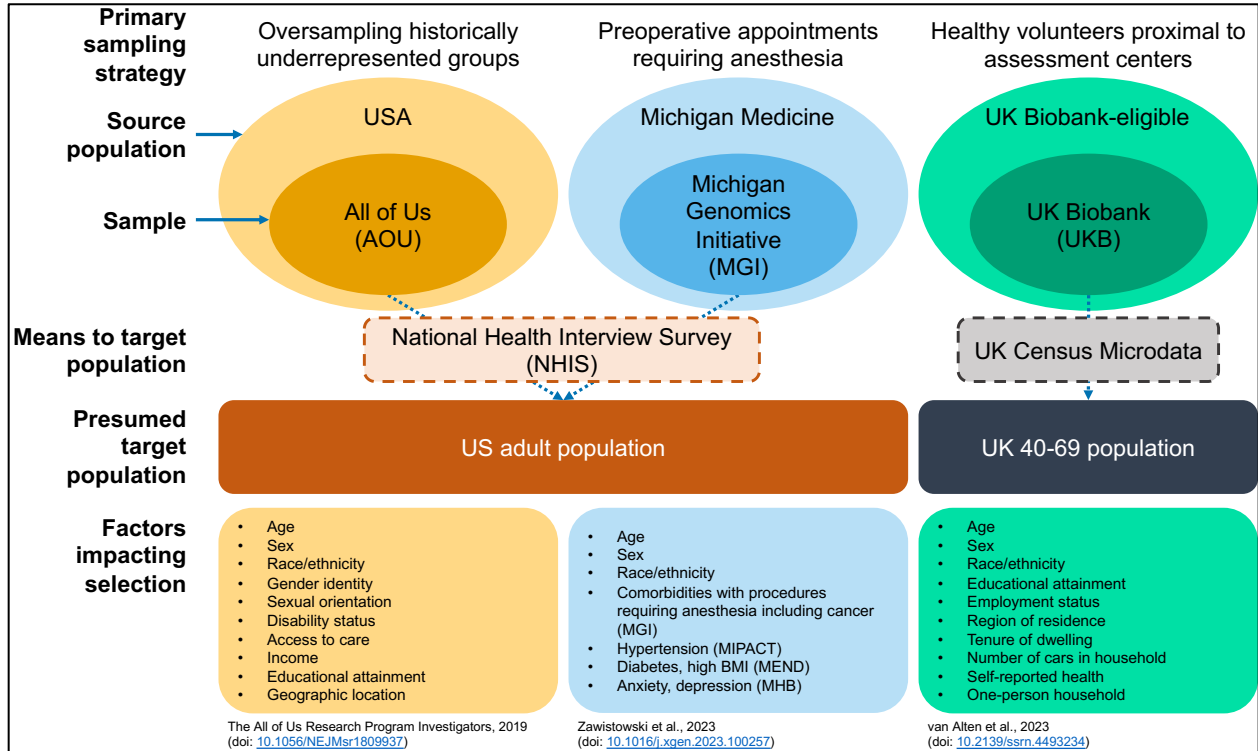 Primary
sampling
strategy
Oversampling historically
underrepresented groups
Preoperative appointments
requiring anesthesia
Healthy volunteers proximal to
assessment centers
Source
population
USA
Michigan Medicine
UK Biobank-eligible
Sample
All of Us
(AOU)
Michigan
Genomics
Initiative
(MGI)
UK Biobank
(UKB)
Means to target
population
National Health Interview Survey
(NHIS)
UK Census Microdata
Presumed
target
population
US adult population
UK 40-69 population
Factors
impacting
selection
• Age
• Sex
• Race/ethnicity
• Gender identity
• Sexual orientation
• Disability status
• Access to care
• Income
• Educational attainment
• Geographic location
• Age
• Sex
• Race/ethnicity
• Comorbidities with procedures
requiring anesthesia including cancer
(MGI)
• Hypertension (MIPACT)
• Diabetes, high BMI (MEND)
• Anxiety, depression (MHB)
• Age
• Sex
• Race/ethnicity
• Educational attainment
• Employment status
• Region of residence
• Tenure of dwelling
• Number of cars in household
• Self-reported health
• One-person household
The All of Us Research Program Investigators, 2019
(doi: 10.1056/NEJMsr1809937)
Zawistowski et al., 2023
(doi: 10.1016/j.xgen.2023.100257)
van Alten et al., 2023
(doi: 10.2139/ssrn.4493234)